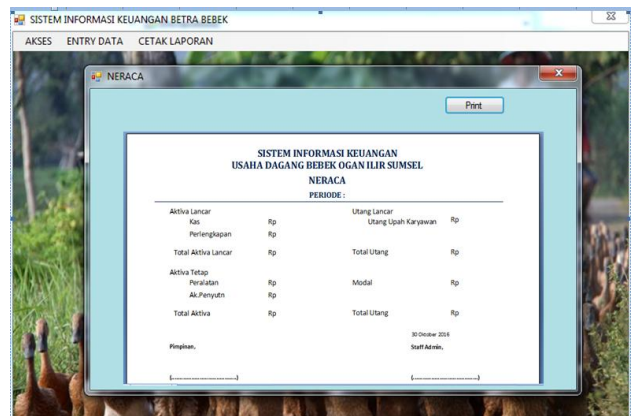 SISTEM INFORMASI KEUANGAN BETRA BEBEK
AKSES ENTRY DATA CETAK LAPORAN
NERACA
Print
SISTEM INFORMASI KEUANGAN
USAHA DAGANG BEBEK OGAN ILIR SUMSEL
NERACA
PERIODE :
Aktiva Lancar Utang Lancar
Kas Rp Utang Upah Karyawan Rp
Perlengkapan Rp
Total Aktiva Lancar Rp Total Utang Rp
Aktiva Tetap
Peralatan Rp Modal Rp
Ak.Penyutn Rp
Total Aktiva Rp Total Utang Rp
30 Oktober 2016
Pimpinan, Staff Admin,
(................................) (................................)